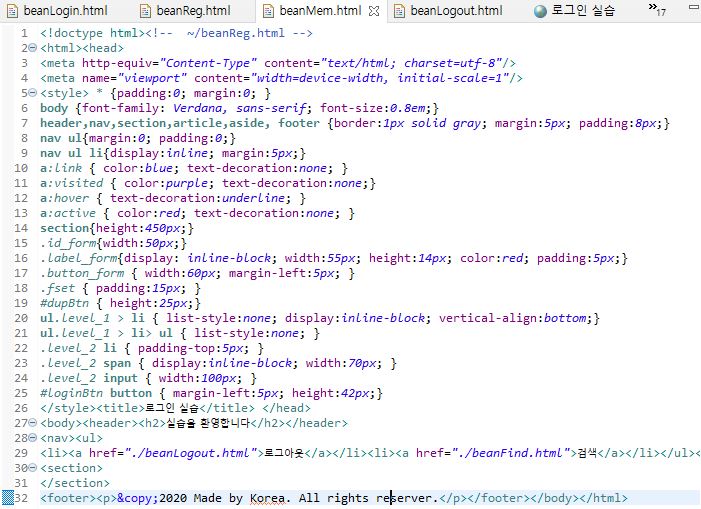 beanLogin.html beanReg.html beanMem.html beanLogout.html 로그인 실습 »17
1 <!doctype html><!--  ~/beanReg.html -->
2 <html><head>
3 <meta http-equiv="Content-Type" content="text/html; charset=utf-8"/>
4 <meta name="viewport" content="width=device-width, initial-scale=1"/>
5 <style> * {padding:0; margin:0; }
6 body {font-family: Verdana, sans-serif; font-size:0.8em;}
7 header,nav,section,article,aside, footer {border:1px solid gray; margin:5px; padding:8px;}
8 nav ul{margin:0; padding:0;}
9 nav ul li{display:inline; margin:5px;}
10 a:link { color:blue; text-decoration:none; }
11 a:visited { color:purple; text-decoration:none;}
12 a:hover { text-decoration:underline; }
13 a:active { color:red; text-decoration:none; }
14 section{height:450px;}
15 .id_form{width:50px;}
16 .label_form{display: inline-block; width:55px; height:14px; color:red; padding:5px;}
17 .button_form { width:60px; margin-left:5px; }
18 .fset { padding:15px; }
19 #dupBtn { height:25px;}
20 ul.level_1 > li { list-style:none; display:inline-block; vertical-align:bottom;}
21 ul.level_1 > li> ul { list-style:none; }
22 .level_2 li { padding-top:5px; }
23 .level_2 span { display:inline-block; width:70px; }
24 .level_2 input { width:100px; }
25 #loginBtn button { margin-left:5px; height:42px;}
26 </style><title>로그인 실습</title> </head>
27 <body><header><h2>실습을 환영합니다</h2></header>
28 <nav><ul>
29 <li><a href="./beanLogout.html">로그아웃</a></li><li><a href="./beanFind.html">검색</a></li></ul><
30 <section>
31 </section>
32 <footer><p>&copy;2020 Made by Korea. All rights reserver.</p></footer></body></html>